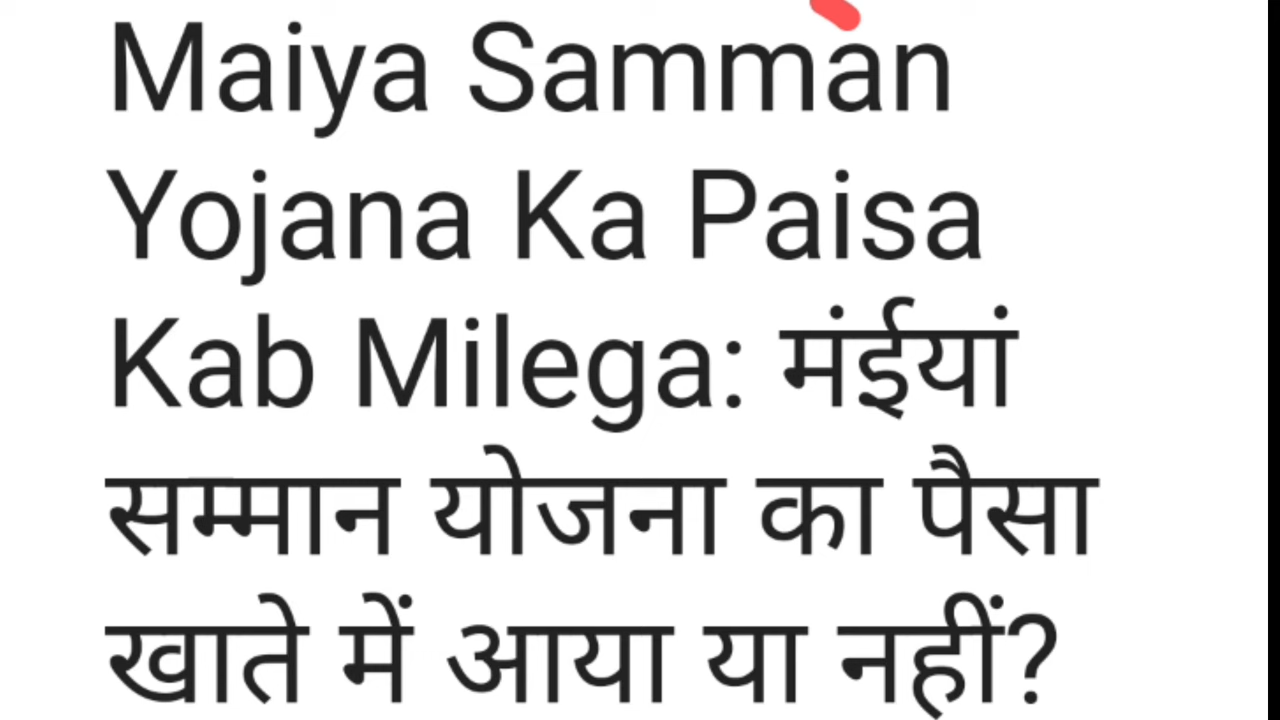 Maiya Samman
Yojana Ka Paisa
Kab Milega: मंईयां
सम्मान योजना का पैसा
खाते में आया या नहीं?